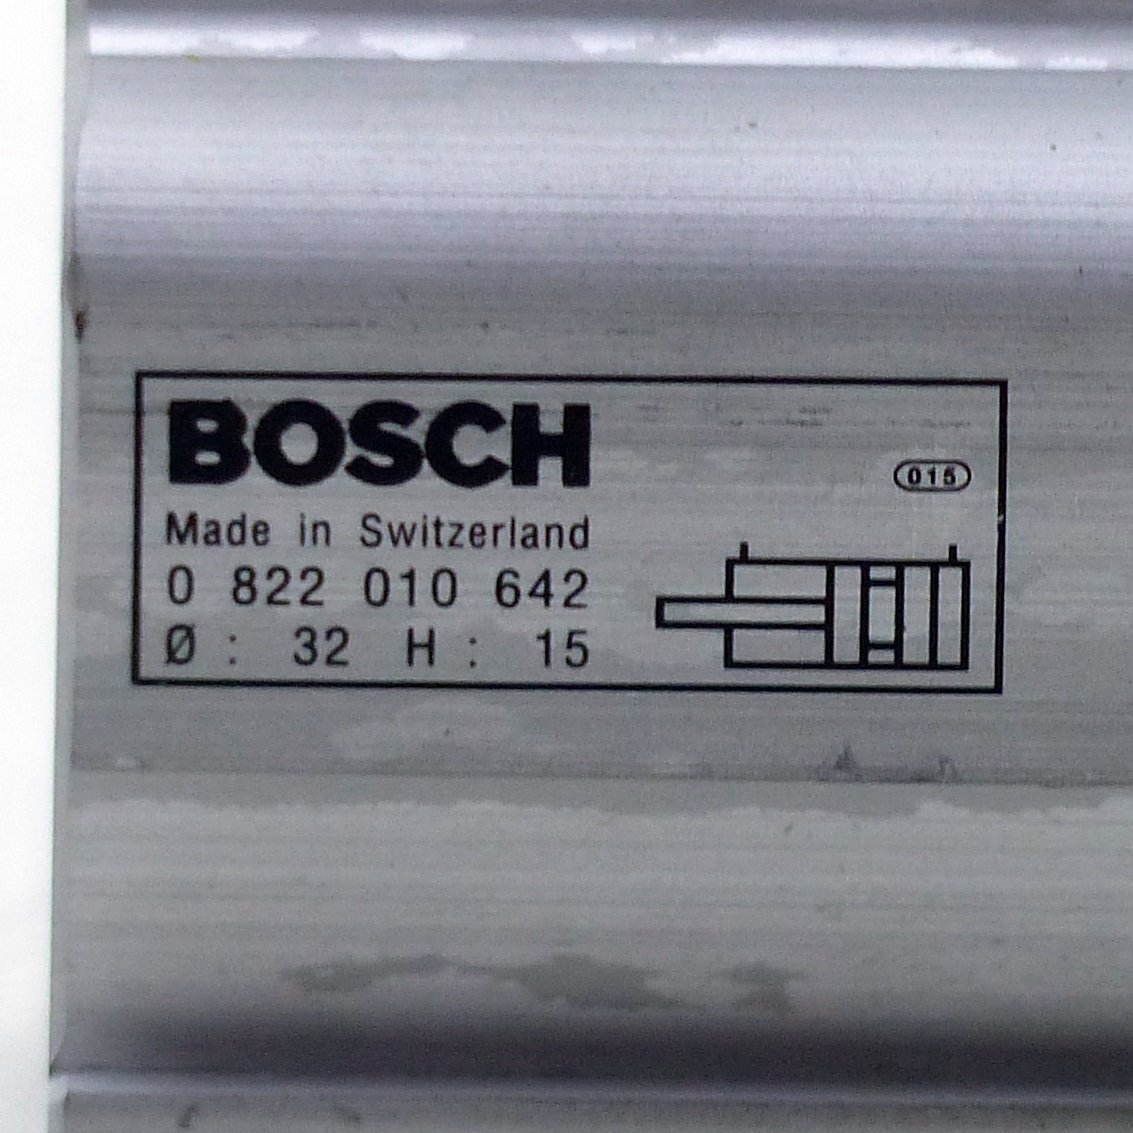 BOSCH
015
Made in Switzerland
0 822 010 642
Ø : 32 H : 15